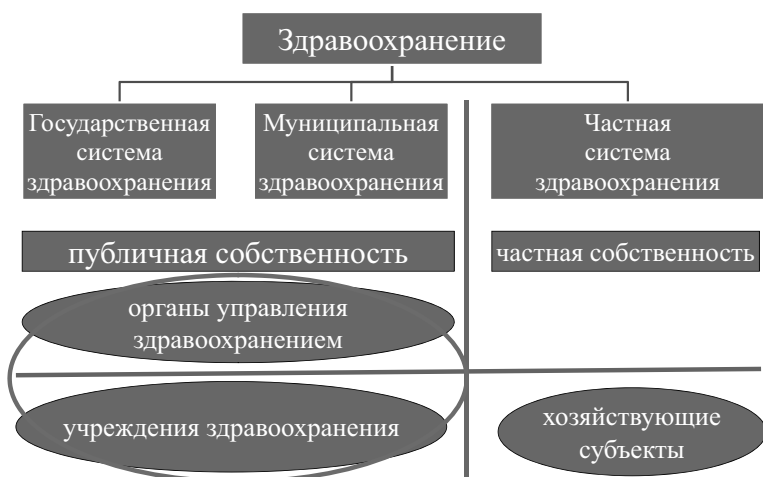 Здравоохранение
Государственная
система
здравоохранения
Муниципальная
система
здравоохранения
Частная
система
здравоохранения
публичная собственность
частная собственность
органы управления
здравоохранением
учреждения здравоохранения
хозяйствующие
субъекты